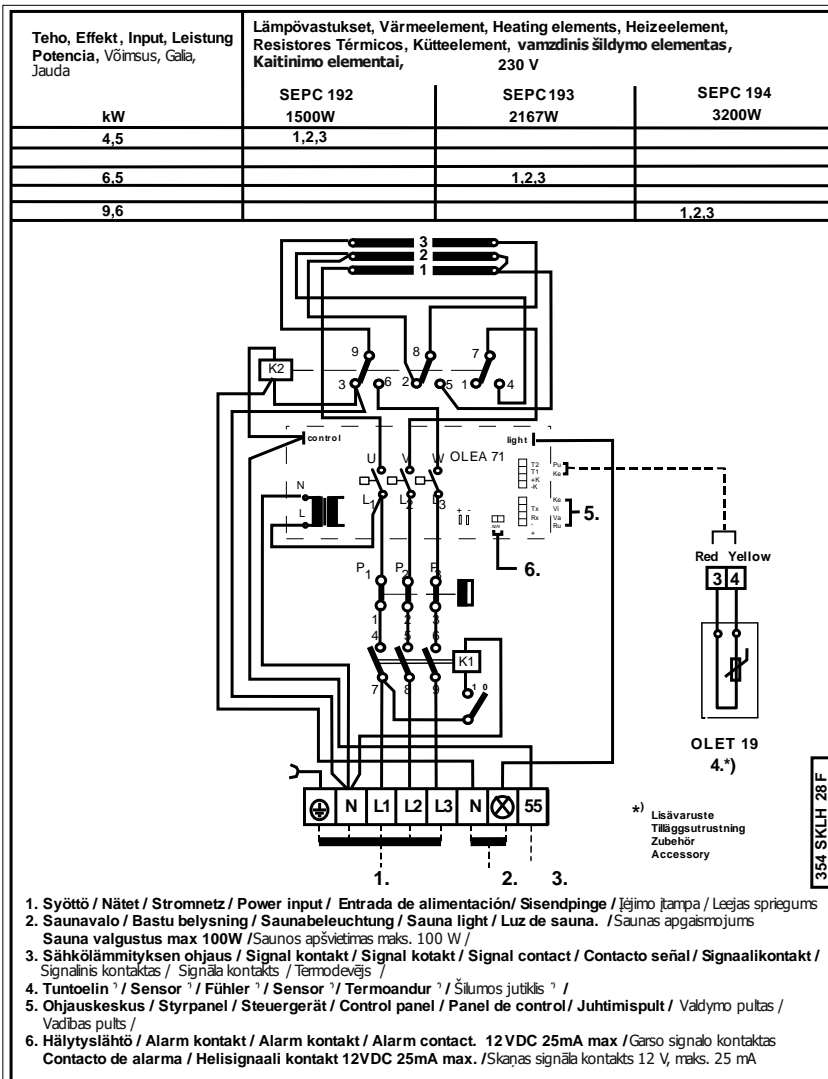 Teho, Effekt, Input, Leistung
Potencia, Võimsus, Galia,
Jauda
Lämpövastukset, Värmeelement, Heating elements, Heizeelement,
Resistores Térmicos, Kütteelement, vamzdinis šildymo elementas,
Kaitinimo elementai, 230 V
kW
SEPC 192
1500W
SEPC193
2167W
SEPC 194
3200W
4,5 1,2,3
6,5 1,2,3
9,6 1,2,3
3
2
1
9 8 7
K2
3 6 2 5 1 4
control light
U V W OLEA 71
T2 Pu
T1 Ke
+K
-K
N
L
L1 L2 L3
+ -
Ke
Tx Vi
Rx Va
- Ru
+
5.
6.
P1 P2 P3
1 2 3
4 5 6
K1
1 0
7 8 9
Red Yellow
3 4
OLET 19
4.*)
N L1 L2 L3 N 55
1. 2. 3.
*) Lisävaruste
Tilläggsutrustning
Zubehör
Accessory
354 SKLH 28 F
1. Syöttö / Nätet / Stromnetz / Power input / Entrada de alimentación/ Sisendpinge / Įėjimo įtampa / Leejas spriegums
2. Saunavalo / Bastu belysning / Saunabeleuchtung / Sauna light / Luz de sauna. / Saunas apgaismojums
Sauna valgustus max 100W /Saunos apšvietimas maks. 100 W /
3. Sähkölämmityksen ohjaus / Signal kontakt / Signal kotakt / Signal contact / Contacto señal / Signaalikontakt /
Signalinis kontaktas / Signāla kontakts / Termodevējs /
4. Tuntoelin *) / Sensor *) / Fühler *) / Sensor *) / Termoandur *) / Šilumos jutiklis *) /
5. Ohjauskeskus / Styrpanel / Steuergerät / Control panel / Panel de control/ Juhtimispult / Valdymo pultas /
Vadības pults /
6. Hälytyslähtö / Alarm kontakt / Alarm kontakt / Alarm contact. 12VDC 25mA max / Garso signalo kontaktas
Contacto de alarma / Helisignaali kontakt 12VDC 25mA max. /Skaņas signāla kontakts 12 V, maks. 25 mA